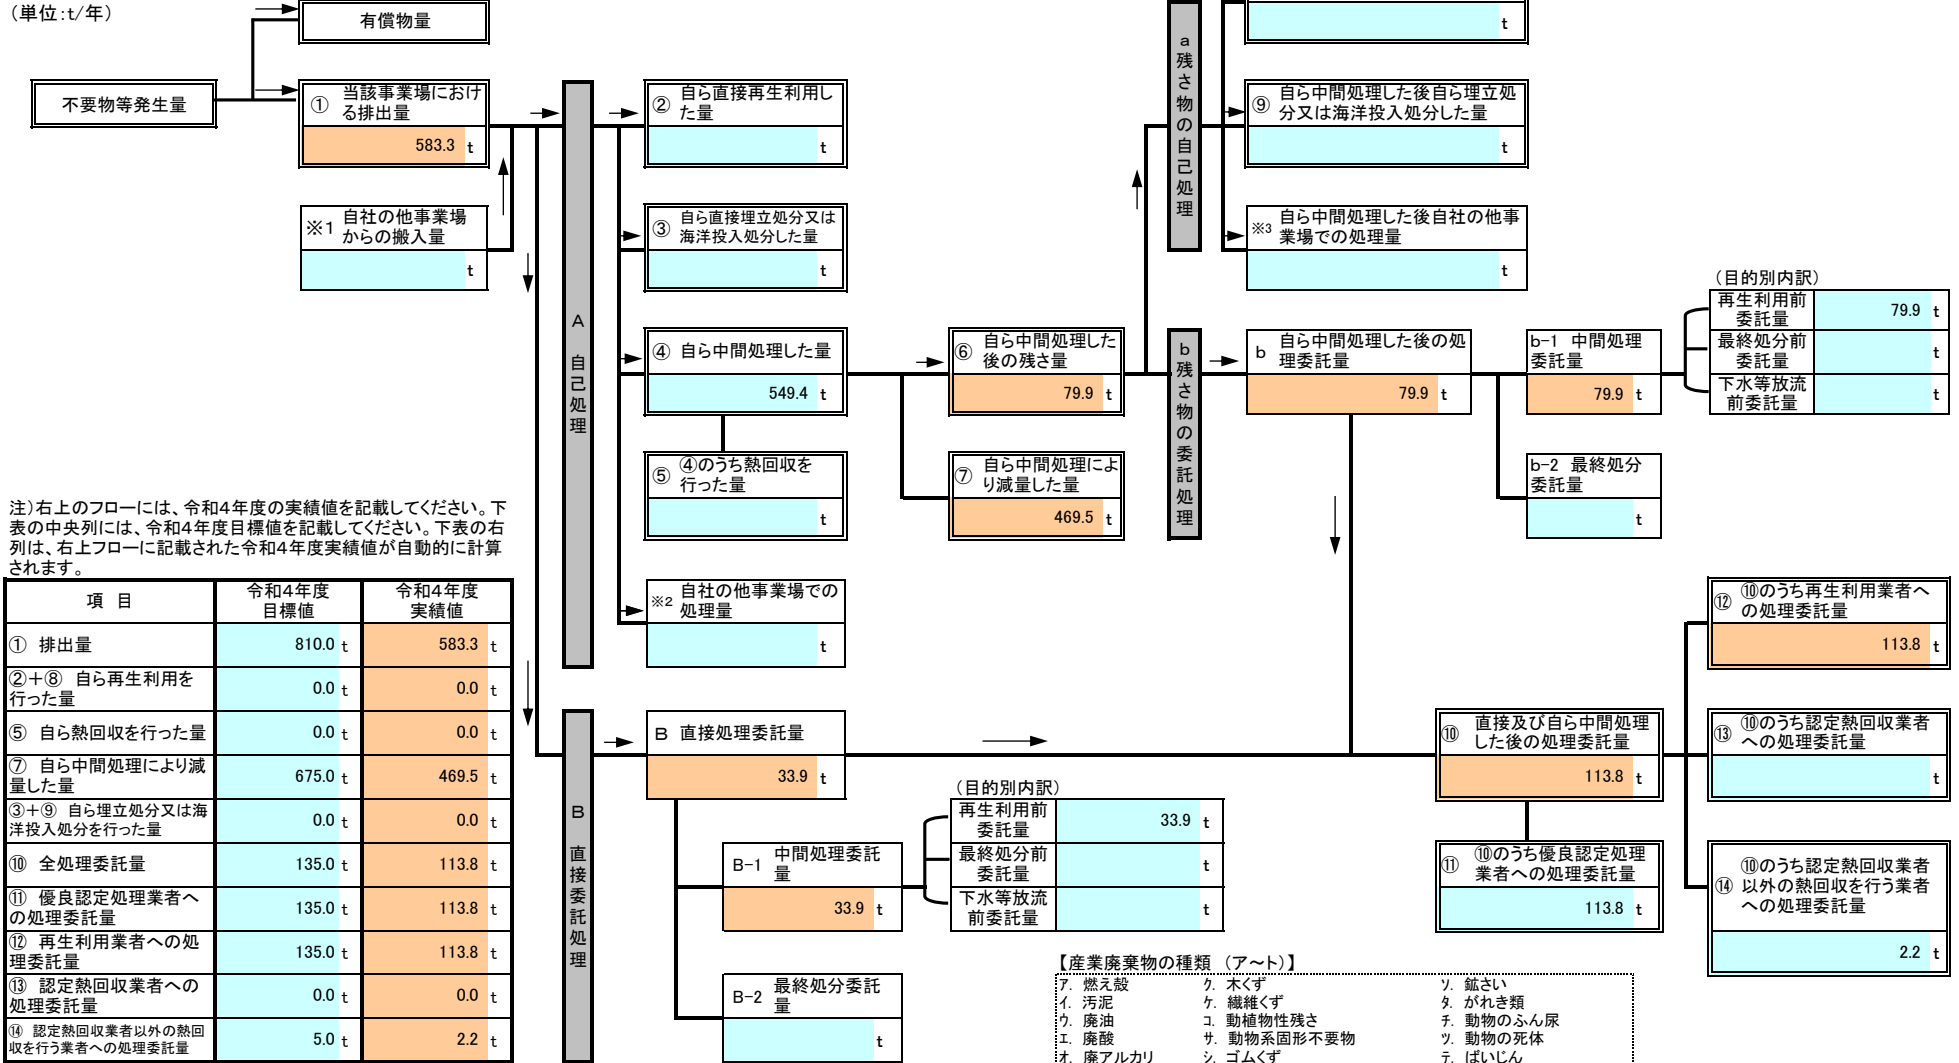 (単位:t/年)
有償物量
不要物等発生量
① 当該事業場におけ
る排出量
583.3 t
※1 自社の他事業場
からの搬入量
t
A 自己処理
② 自ら直接再生利用し
た量
t
③ 自ら直接埋立処分又は
海洋投入処分した量
t
④ 自ら中間処理した量
549.4 t
⑤ ④のうち熱回収を
行った量
t
※2 自社の他事業場での
処理量
t
⑥ 自ら中間処理した
後の残さ量
79.9 t
⑦ 自ら中間処理によ
り減量した量
469.5 t
a 残さ物の自己処理
t
⑨ 自ら中間処理した後自ら埋立処
分又は海洋投入処分した量
t
※3 自ら中間処理した後自社の他事
業場での処理量
t
b 残さ物の委託処理
b 自ら中間処理した後の処
理委託量
79.9 t
b-1 中間処理
委託量
79.9 t
b-2 最終処分
委託量
t
(目的別内訳)
再生利用前
委託量
79.9 t
最終処分前
委託量
t
下水等放流
前委託量
t
注)右上のフローには、令和4年度の実績値を記載してください。下
表の中央列には、令和4年度目標値を記載してください。下表の右
列は、右上フローに記載された令和4年度実績値が自動的に計算
されます。
項 目
令和4年度
目標値
令和4年度
実績値
① 排出量 810.0 t 583.3 t
②+⑧ 自ら再生利用を
行った量 0.0 t 0.0 t
⑤ 自ら熱回収を行った量 0.0 t 0.0 t
⑦ 自ら中間処理により減
量した量 675.0 t 469.5 t
③+⑨ 自ら埋立処分又は海
洋投入処分を行った量 0.0 t 0.0 t
⑩ 全処理委託量 135.0 t 113.8 t
⑪ 優良認定処理業者へ
の処理委託量 135.0 t 113.8 t
⑫ 再生利用業者への処
理委託量 135.0 t 113.8 t
⑬ 認定熱回収業者への
処理委託量 0.0 t 0.0 t
⑭ 認定熱回収業者以外の熱回
収を行う業者への処理委託量 5.0 t 2.2 t
B 直接委託処理
B 直接処理委託量
33.9 t
B-1 中間処理委託
量
33.9 t
B-2 最終処分委託
量
t
(目的別内訳)
再生利用前
委託量
33.9 t
最終処分前
委託量
t
下水等放流
前委託量
t
⑩ 直接及び自ら中間処理
した後の処理委託量
113.8 t
⑪ ⑩のうち優良認定処理
業者への処理委託量
113.8 t
⑫ ⑩のうち再生利用業者へ
の処理委託量
113.8 t
⑬ ⑩のうち認定熱回収業者
への処理委託量
t
⑭ ⑩のうち認定熱回収業者
以外の熱回収を行う業者
への処理委託量
2.2 t
【産業廃棄物の種類 (ア~ト)】
ア. 燃え殻 ク. 木くず ソ. 鉱さい
イ. 汚泥 ケ. 繊維くず タ. がれき類
ウ. 廃油 コ. 動植物性残さ チ. 動物のふん尿
エ. 廃酸 サ. 動物系固形不要物 ツ. 動物の死体
オ. 廃アルカリ シ. ゴムくず テ. ばいじん